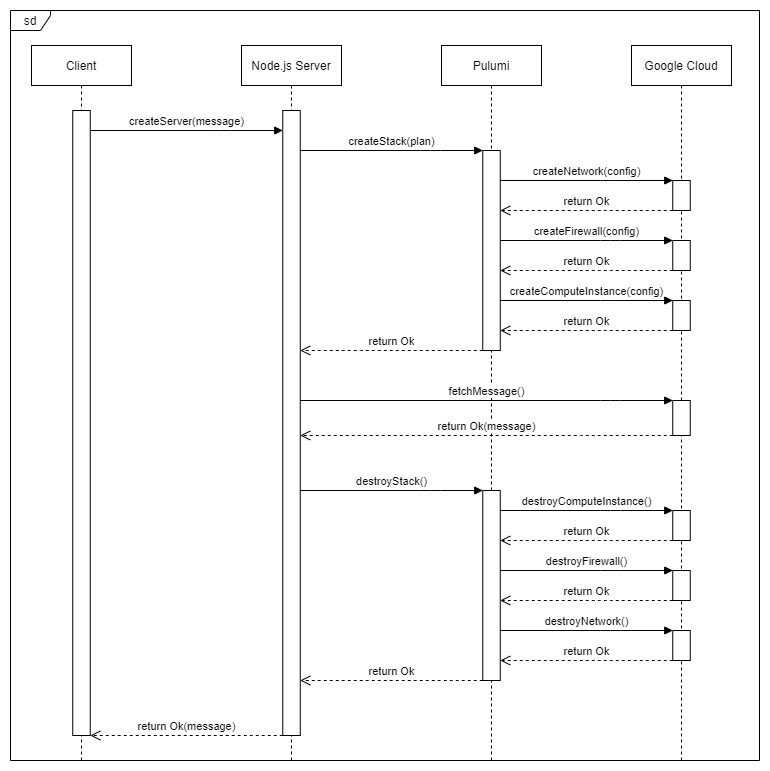 sd
Client
Node.js Server
Pulumi
Google Cloud
createServer(message)
createStack(plan)
createNetwork(config)
return Ok
createFirewall(config)
return Ok
createComputeInstance(config)
return Ok
return Ok
fetchMessage()
return Ok(message)
destroyStack()
destroyComputeInstance()
return Ok
destroyFirewall()
return Ok
destroyNetwork()
return Ok
return Ok
return Ok(message)